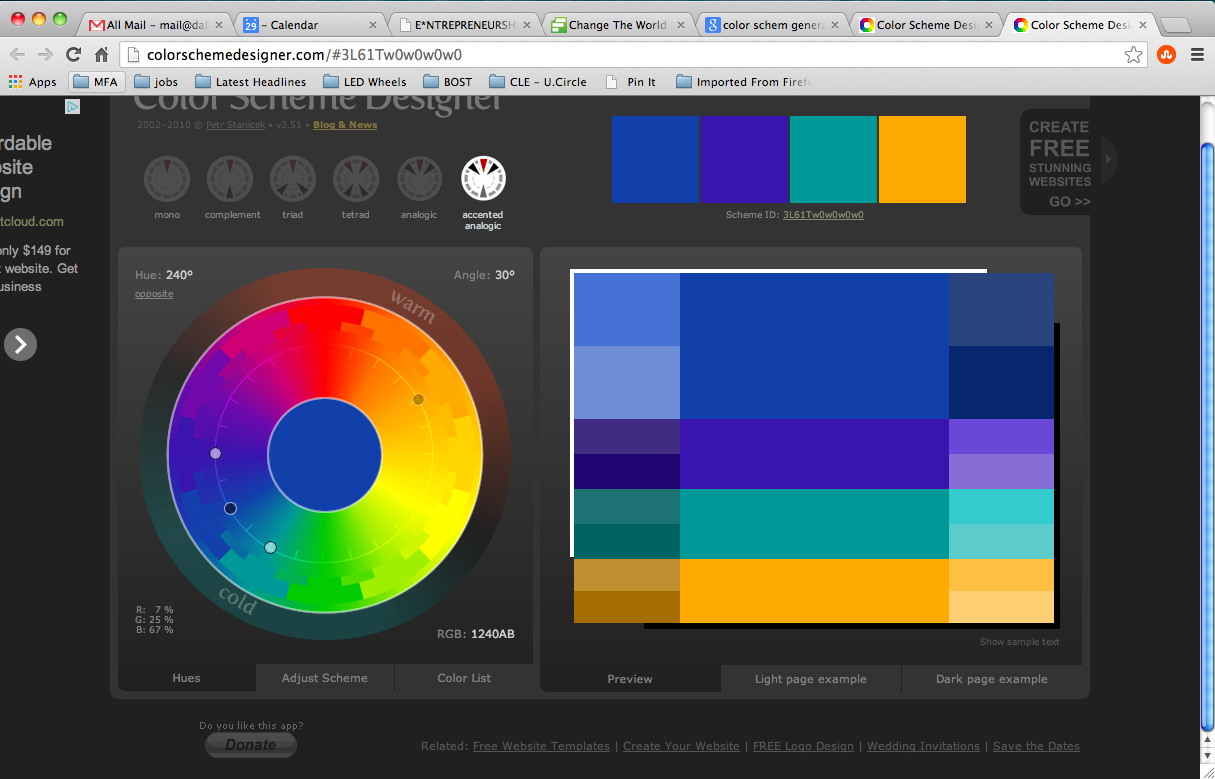 All Mail – mail@da
29 – Calendar
E*NTREPRENEURSH
Change The World
color schem genera
Color Scheme Desi
Color Scheme Desi
colorschemedesigner.com/#3L61Tw0w0w0w0
Apps MFA jobs Latest Headlines LED Wheels BOST CLE – U.Circle Pin It Imported From Firef
Color Scheme Designer
2002–2010 © Petr Stanicek • v3.51 • Blog & News
mono complement triad tetrad analogic accented
analogic
Scheme ID: 3L61Tw0w0w0w0
CREATE
FREE
STUNNING
WEBSITES
GO >>
rdable
bsite
gn
tcloud.com
only $149 for
t website. Get
usiness
Hue: 240° Angle: 30°
opposite
warm
cold
R: 7 %
G: 25 %
B: 67 %
RGB: 1240AB
Hues Adjust Scheme Color List
Show sample text
Preview Light page example Dark page example
Do you like this app?
Donate
Related: Free Website Templates | Create Your Website | FREE Logo Design | Wedding Invitations | Save the Dates